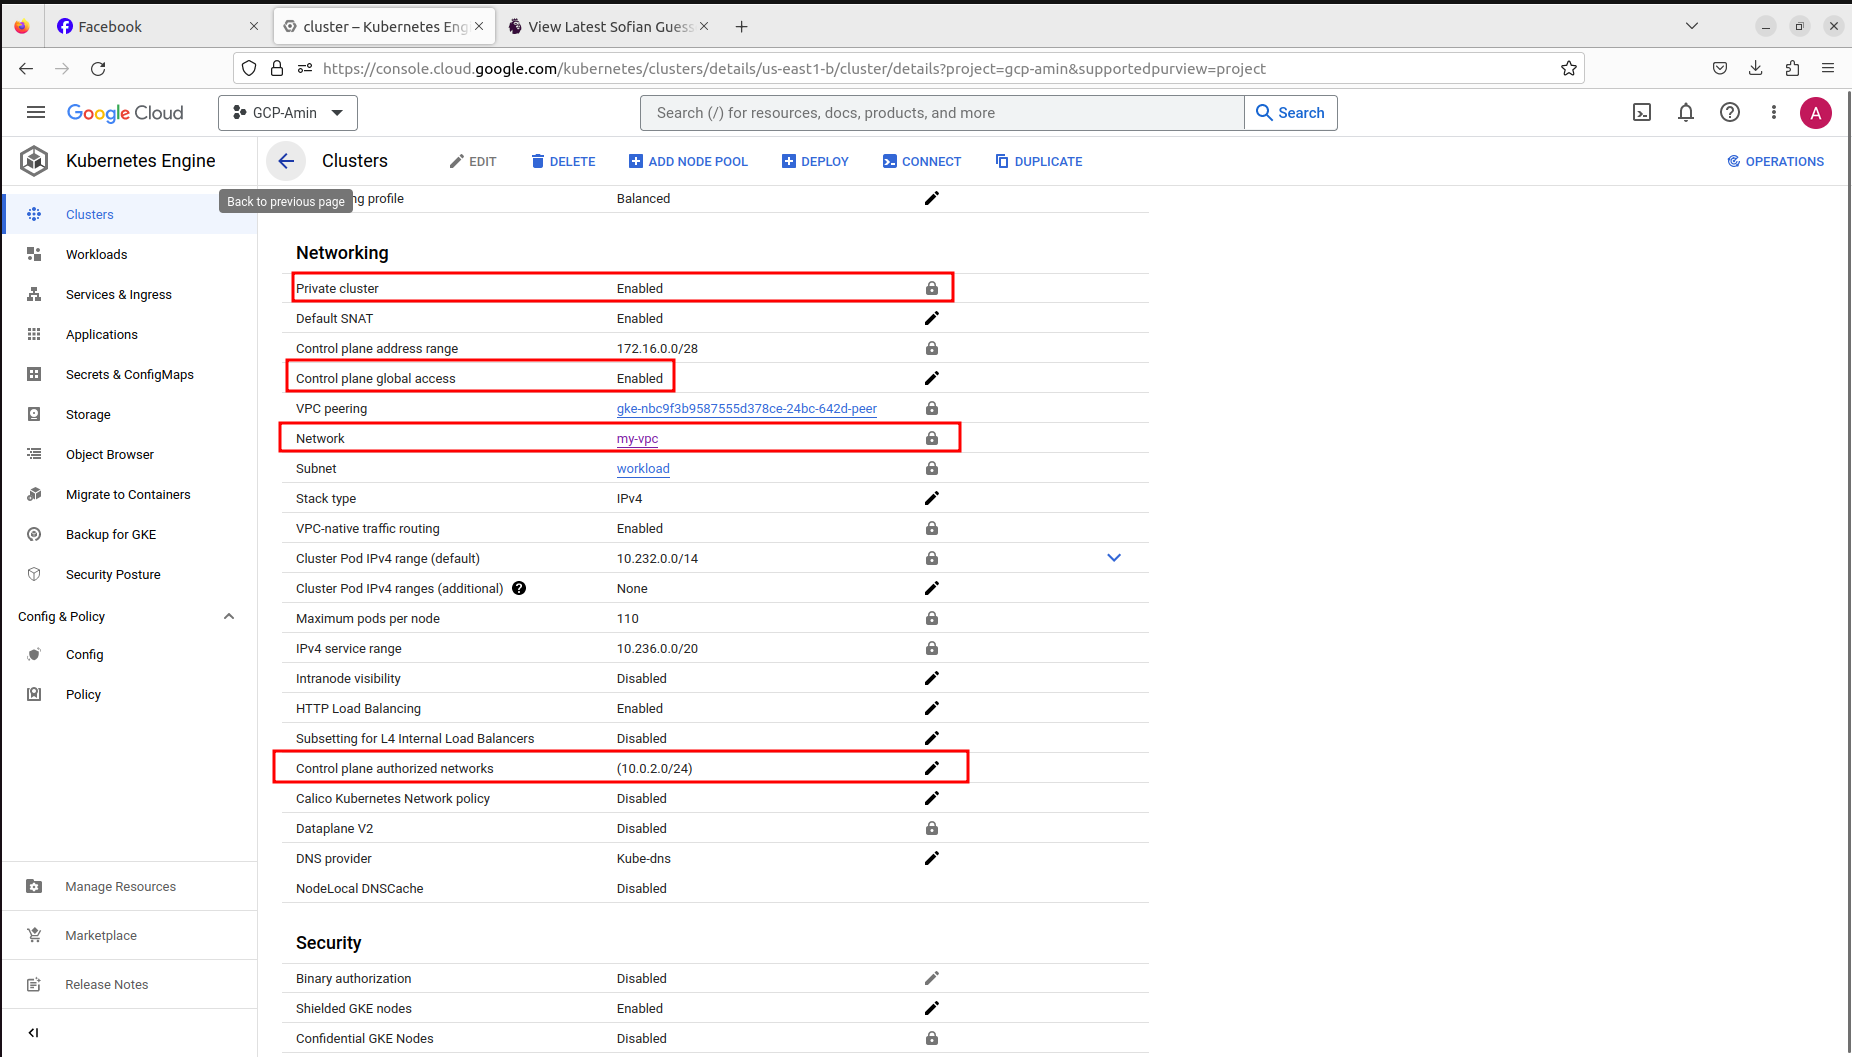 Facebook
cluster – Kubernetes Eng
View Latest Sofian Guess
https://console.cloud.google.com/kubernetes/clusters/details/us-east1-b/cluster/details?project=gcp-amin&supportedpurview=project
Google Cloud
GCP-Amin
Search (/) for resources, docs, products, and more
Search
A
Kubernetes Engine
Clusters
EDIT
DELETE
ADD NODE POOL
DEPLOY
CONNECT
DUPLICATE
OPERATIONS
Back to previous page
Clusters
Workloads
Services & Ingress
Applications
Secrets & ConfigMaps
Storage
Object Browser
Migrate to Containers
Backup for GKE
Security Posture
Config & Policy
Config
Policy
Manage Resources
Marketplace
Release Notes
profile Balanced
Networking
Private cluster Enabled
Default SNAT Enabled
Control plane address range 172.16.0.0/28
Control plane global access Enabled
VPC peering gke-nbc9f3b9587555d378ce-24bc-642d-peer
Network my-vpc
Subnet workload
Stack type IPv4
VPC-native traffic routing Enabled
Cluster Pod IPv4 range (default) 10.232.0.0/14
Cluster Pod IPv4 ranges (additional) None
Maximum pods per node 110
IPv4 service range 10.236.0.0/20
Intranode visibility Disabled
HTTP Load Balancing Enabled
Subsetting for L4 Internal Load Balancers Disabled
Control plane authorized networks (10.0.2.0/24)
Calico Kubernetes Network policy Disabled
Dataplane V2 Disabled
DNS provider Kube-dns
NodeLocal DNSCache Disabled
Security
Binary authorization Disabled
Shielded GKE nodes Enabled
Confidential GKE Nodes Disabled